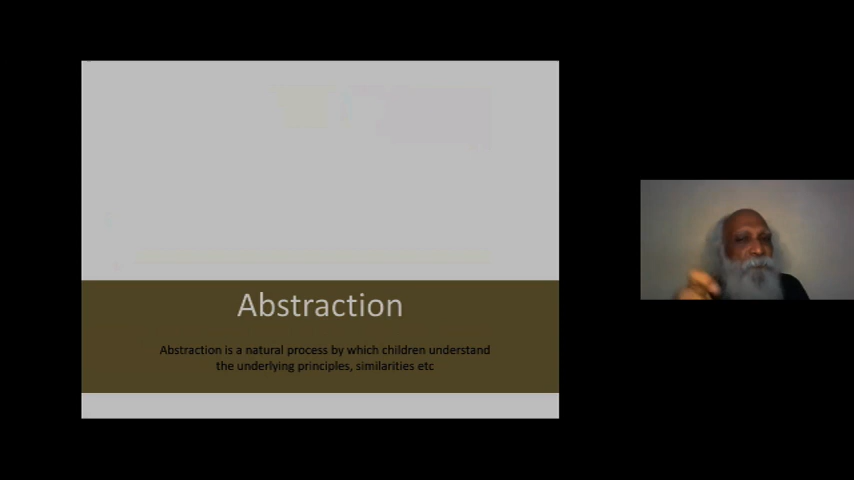 Abstraction
Abstraction is a natural process by which children understand
the underlying principles, similarities etc